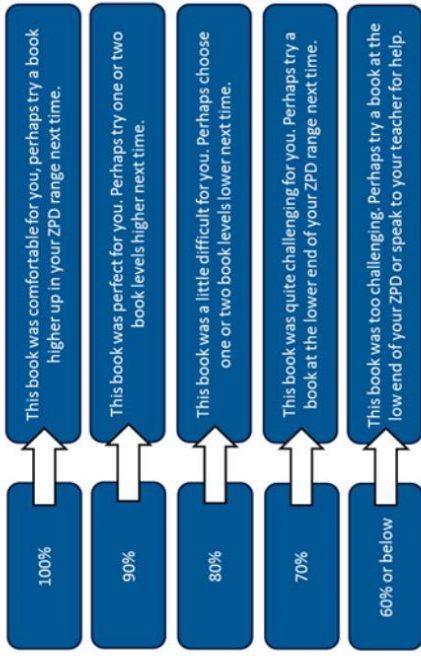 100%
This book was comfortable for you, perhaps try a book
higher up in your ZPD range next time.
90%
This book was perfect for you. Perhaps try one or two
book levels higher next time.
80%
This book was a little difficult for you. Perhaps choose
one or two book levels lower next time.
70%
This book was quite challenging for you. Perhaps try a
book at the lower end of your ZPD range next time.
60% or below
This book was too challenging. Perhaps try a book at the
low end of your ZPD or speak to your teacher for help.